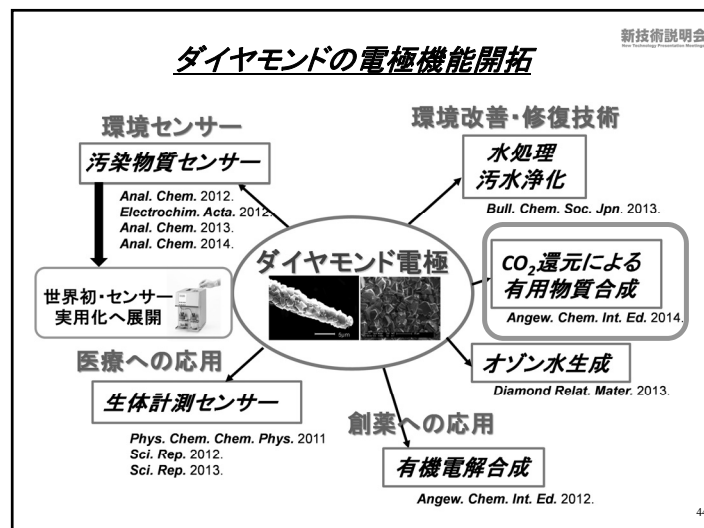 新技術説明会
New Technology Presentation Meetings
ダイヤモンドの電極機能開拓
環境センサー
汚染物質センサー
Anal. Chem. 2012.
Electrochim. Acta. 2012.
Anal. Chem. 2013.
Anal. Chem. 2014.
世界初・センサー
実用化へ展開
環境改善・修復技術
水処理
汚水浄化
Bull. Chem. Soc. Jpn. 2013.
ダイヤモンド電極
5μm
CO₂還元による
有用物質合成
Angew. Chem. Int. Ed. 2014.
オゾン水生成
Diamond Relat. Mater. 2013.
医療への応用
生体計測センサー
Phys. Chem. Chem. Phys. 2011
Sci. Rep. 2012.
Sci. Rep. 2013.
創薬への応用
有機電解合成
Angew. Chem. Int. Ed. 2012.
44